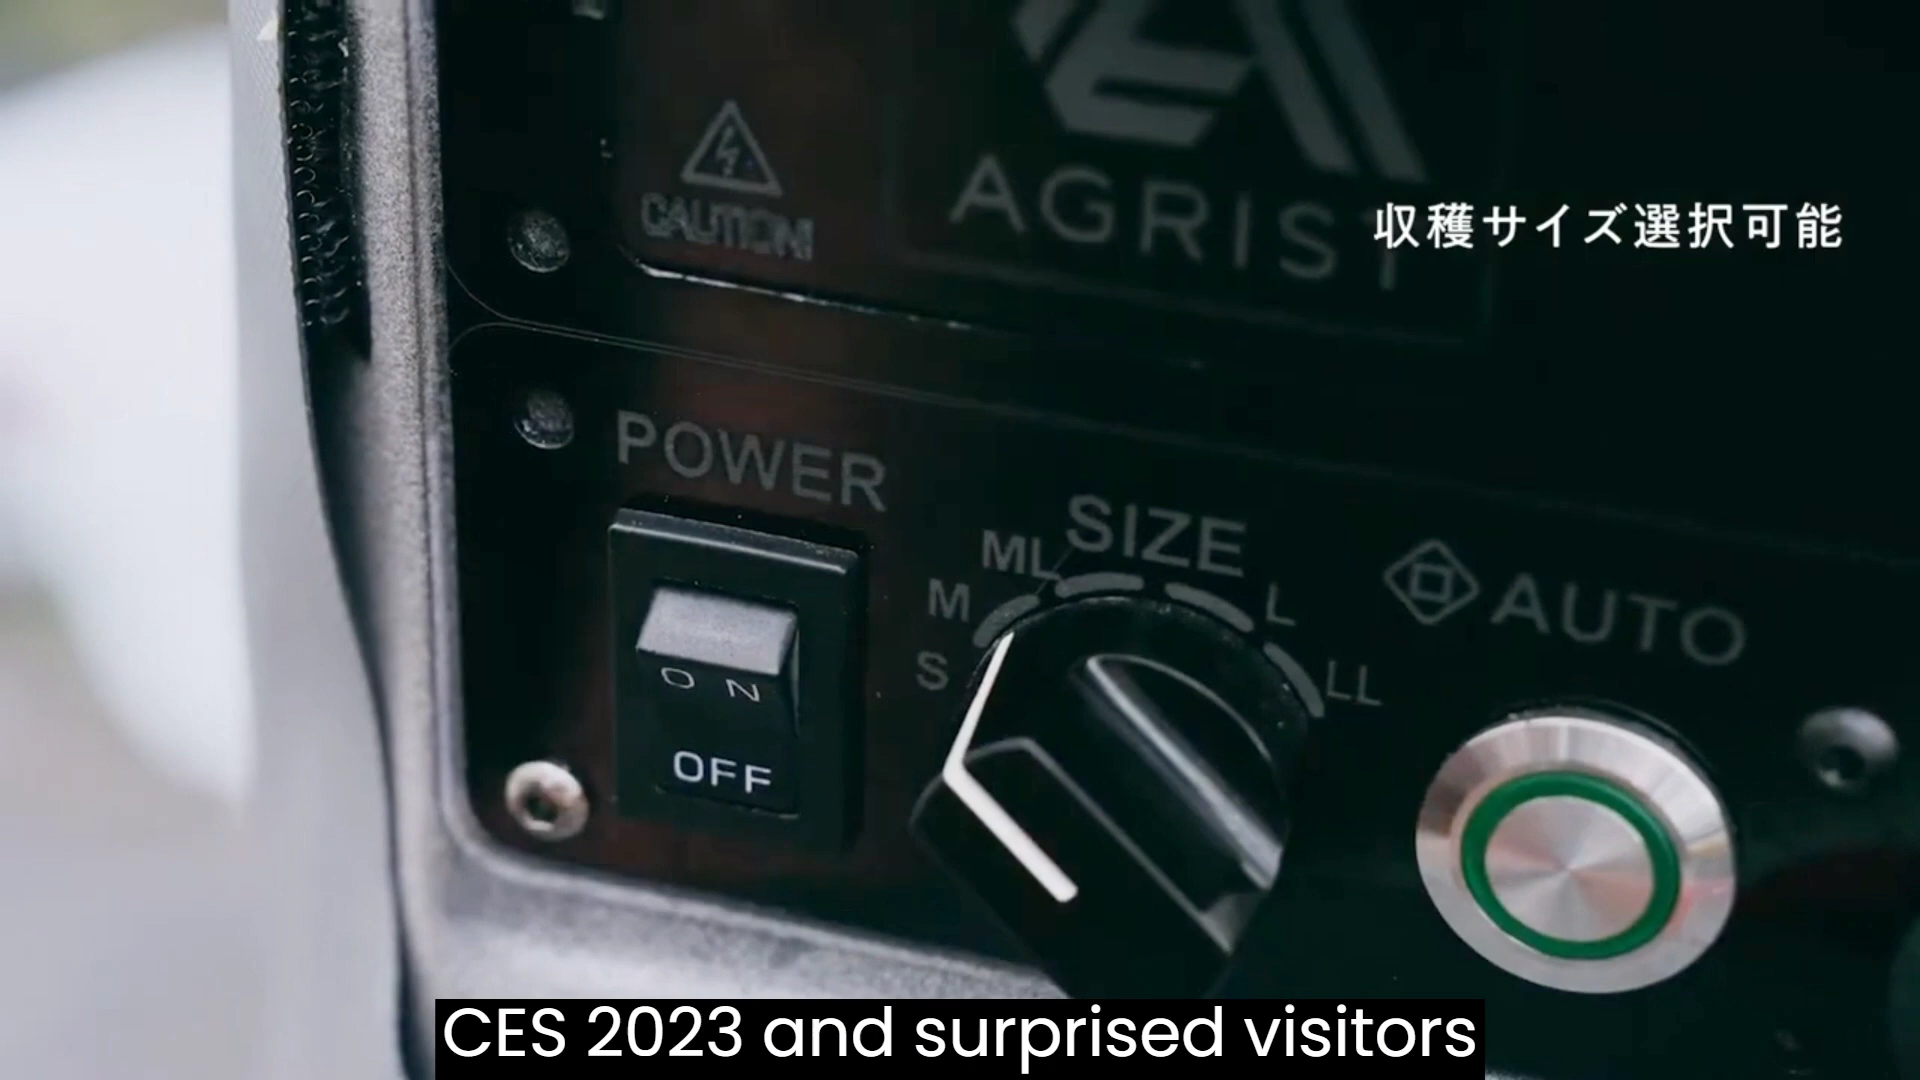 CAUTION!
AGRIST
収穫サイズ選択可能
POWER
SIZE
ML
M
L
S
LL
AUTO
ON
OFF
CES 2023 and surprised visitors